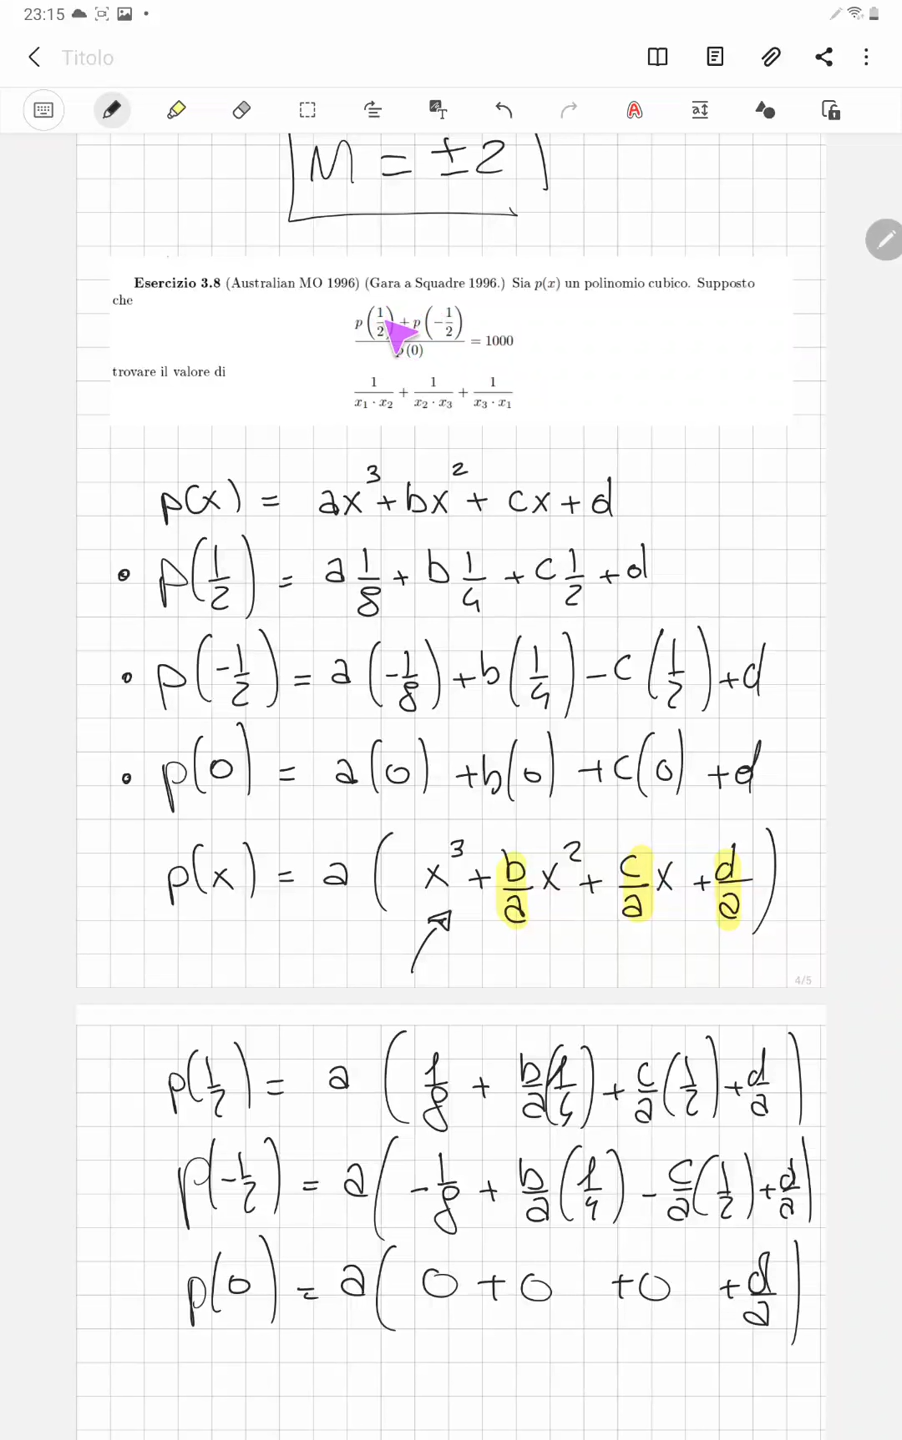 23:15
Titolo
M = ±2
Esercizio 3.8 (Australian MO 1996) (Gara a Squadre 1996.) Sia p(x) un polinomio cubico. Supposto
che
(p(1/2) + p(-1/2))/p(0) = 1000
trovare il valore di
1/(x₁ · x₂) + 1/(x₂ · x₃) + 1/(x₃ · x₁)
p(x) = ax³ + bx² + cx + d
• p(1/2) = a 1/8 + b 1/4 + c 1/2 + d
• p(-1/2) = a(-1/8) + b(1/4) - c(1/2) + d
• p(0) = a(0) + b(0) + c(0) + d
p(x) = a(x³ + b/a x² + c/a x + d/a)
4/5
p(1/2) = a(1/8 + b/a(1/4) + c/a(1/2) + d/a)
p(-1/2) = a(-1/8 + b/a(1/4) - c/a(1/2) + d/a)
p(0) = a(0 + 0 + 0 + d/a)